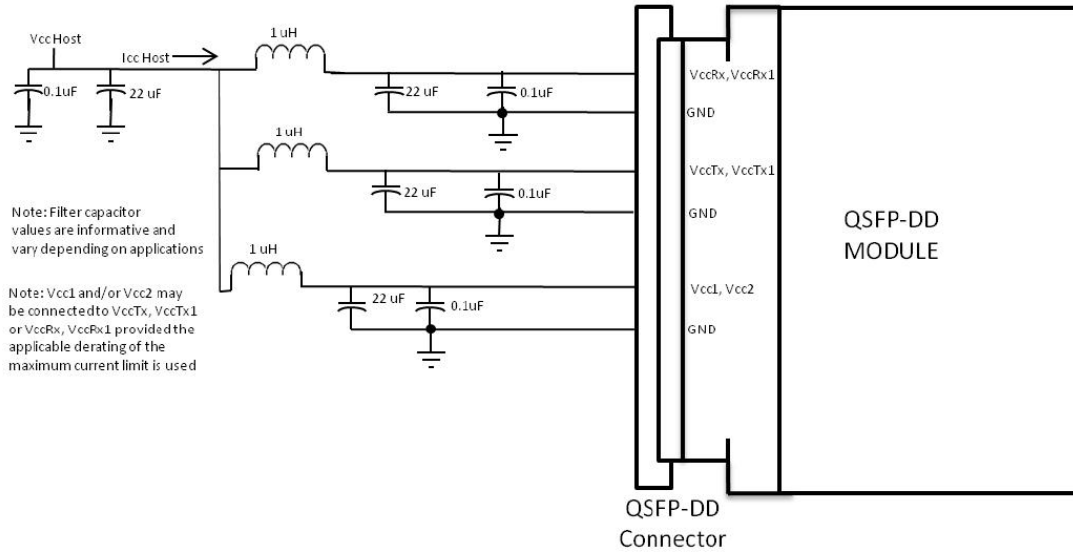 1 uH
Vcc Host
Icc Host
0.1uF
22 uF
22 uF
0.1uF
VccRx, VccRx1
GND
1 uH
22 uF
0.1uF
VccTx, VccTx1
GND
Note: Filter capacitor
values are informative and
vary depending on applications
QSFP-DD
MODULE
1 uH
22 uF
0.1uF
Vcc1, Vcc2
GND
Note: Vcc1 and/or Vcc2 may
be connected to VccTx, VccTx1
or VccRx, VccRx1 provided the
applicable derating of the
maximum current limit is used
QSFP-DD
Connector